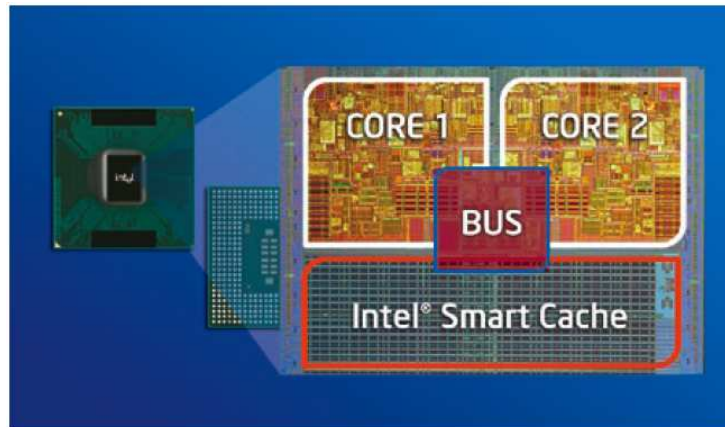 intel
CORE 1
CORE 2
BUS
Intel® Smart Cache